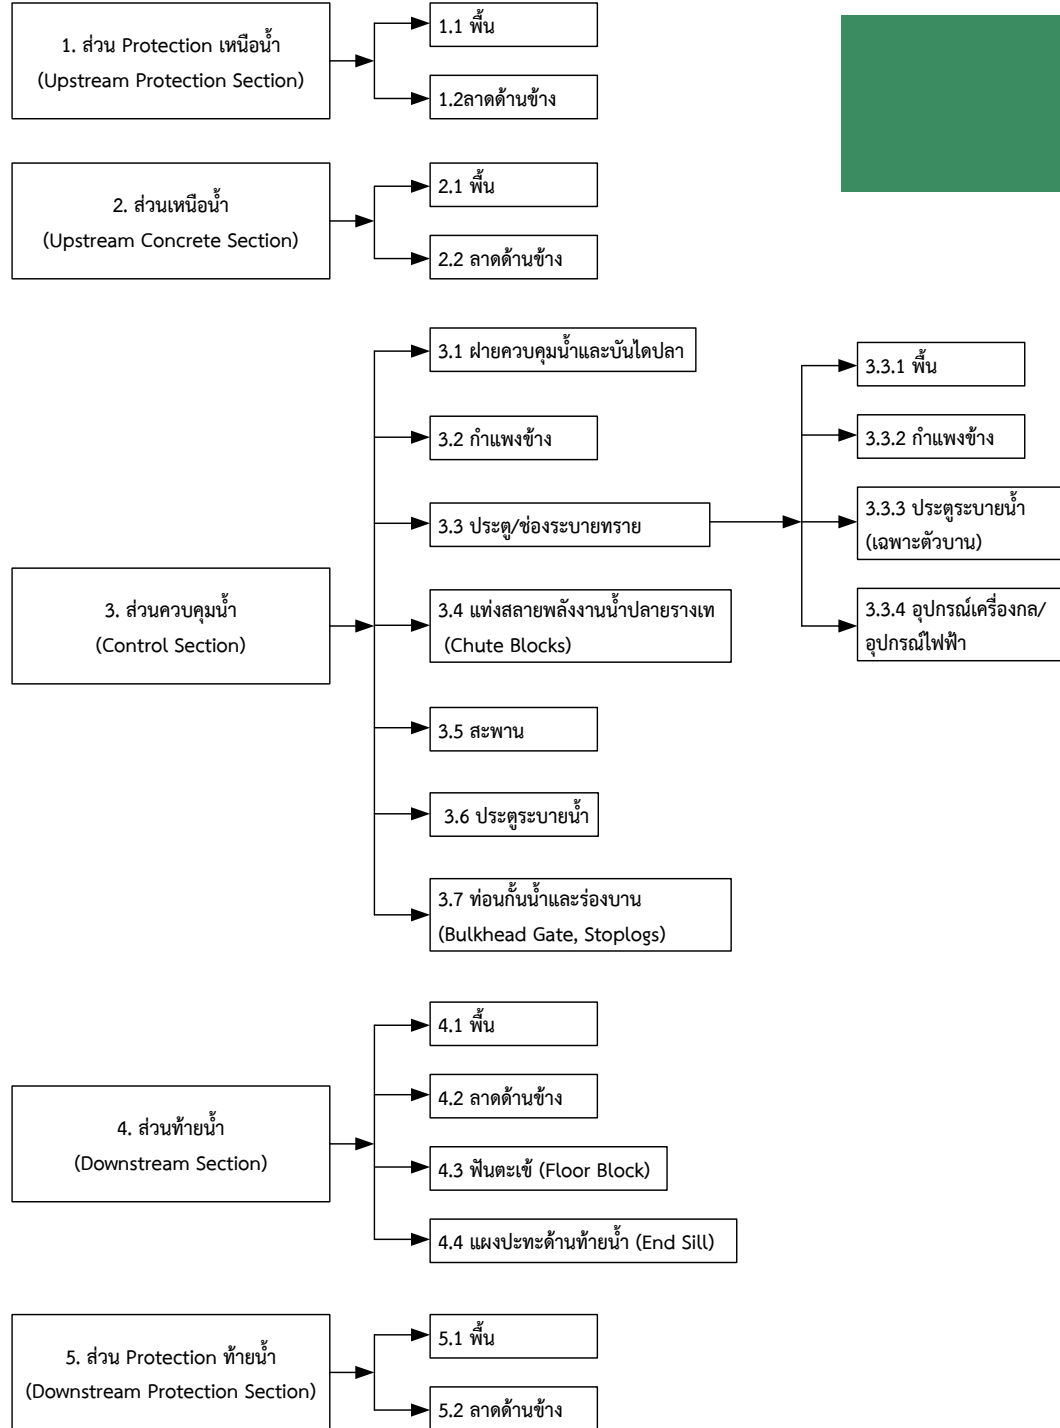 1. ส่วน Protection เหนือน้ำ
(Upstream Protection Section)
1.1 พื้น
1.2ลาดด้านข้าง
2. ส่วนเหนือน้ำ
(Upstream Concrete Section)
2.1 พื้น
2.2 ลาดด้านข้าง
3. ส่วนควบคุมน้ำ
(Control Section)
3.1 ฝายควบคุมน้ำและบันไดปลา
3.2 กำแพงข้าง
3.3 ประตู/ช่องระบายทราย
3.3.1 พื้น
3.3.2 กำแพงข้าง
3.3.3 ประตูระบายน้ำ
(เฉพาะตัวบาน)
3.3.4 อุปกรณ์เครื่องกล/
อุปกรณ์ไฟฟ้า
3.4 แท่งสลายพลังงานน้ำปลายรางเท
(Chute Blocks)
3.5 สะพาน
3.6 ประตูระบายน้ำ
3.7 ท่อนกั้นน้ำและร่องบาน
(Bulkhead Gate, Stoplogs)
4. ส่วนท้ายน้ำ
(Downstream Section)
4.1 พื้น
4.2 ลาดด้านข้าง
4.3 ฟันตะเข้ (Floor Block)
4.4 แผงปะทะด้านท้ายน้ำ (End Sill)
5. ส่วน Protection ท้ายน้ำ
(Downstream Protection Section)
5.1 พื้น
5.2 ลาดด้านข้าง